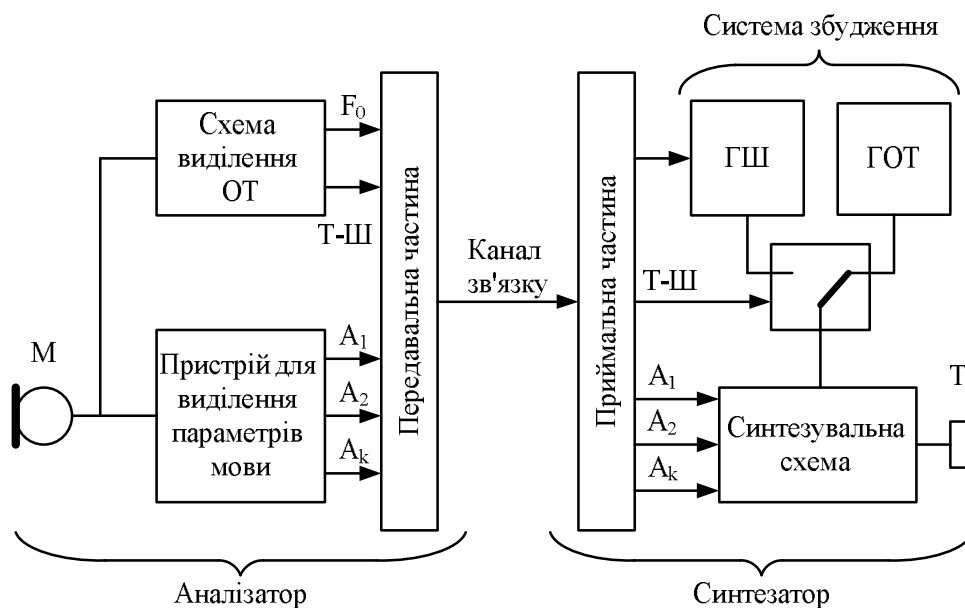 Система збудження
Схема
виділення
ОТ
F₀
Т-Ш
Передавальна частина
Канал
зв'язку
Приймальна частина
ГШ
ГОТ
Т-Ш
М
Пристрій для
виділення
параметрів
мови
A₁
A₂
Aₖ
A₁
A₂
Aₖ
Синтезувальна
схема
Т
Аналізатор
Синтезатор